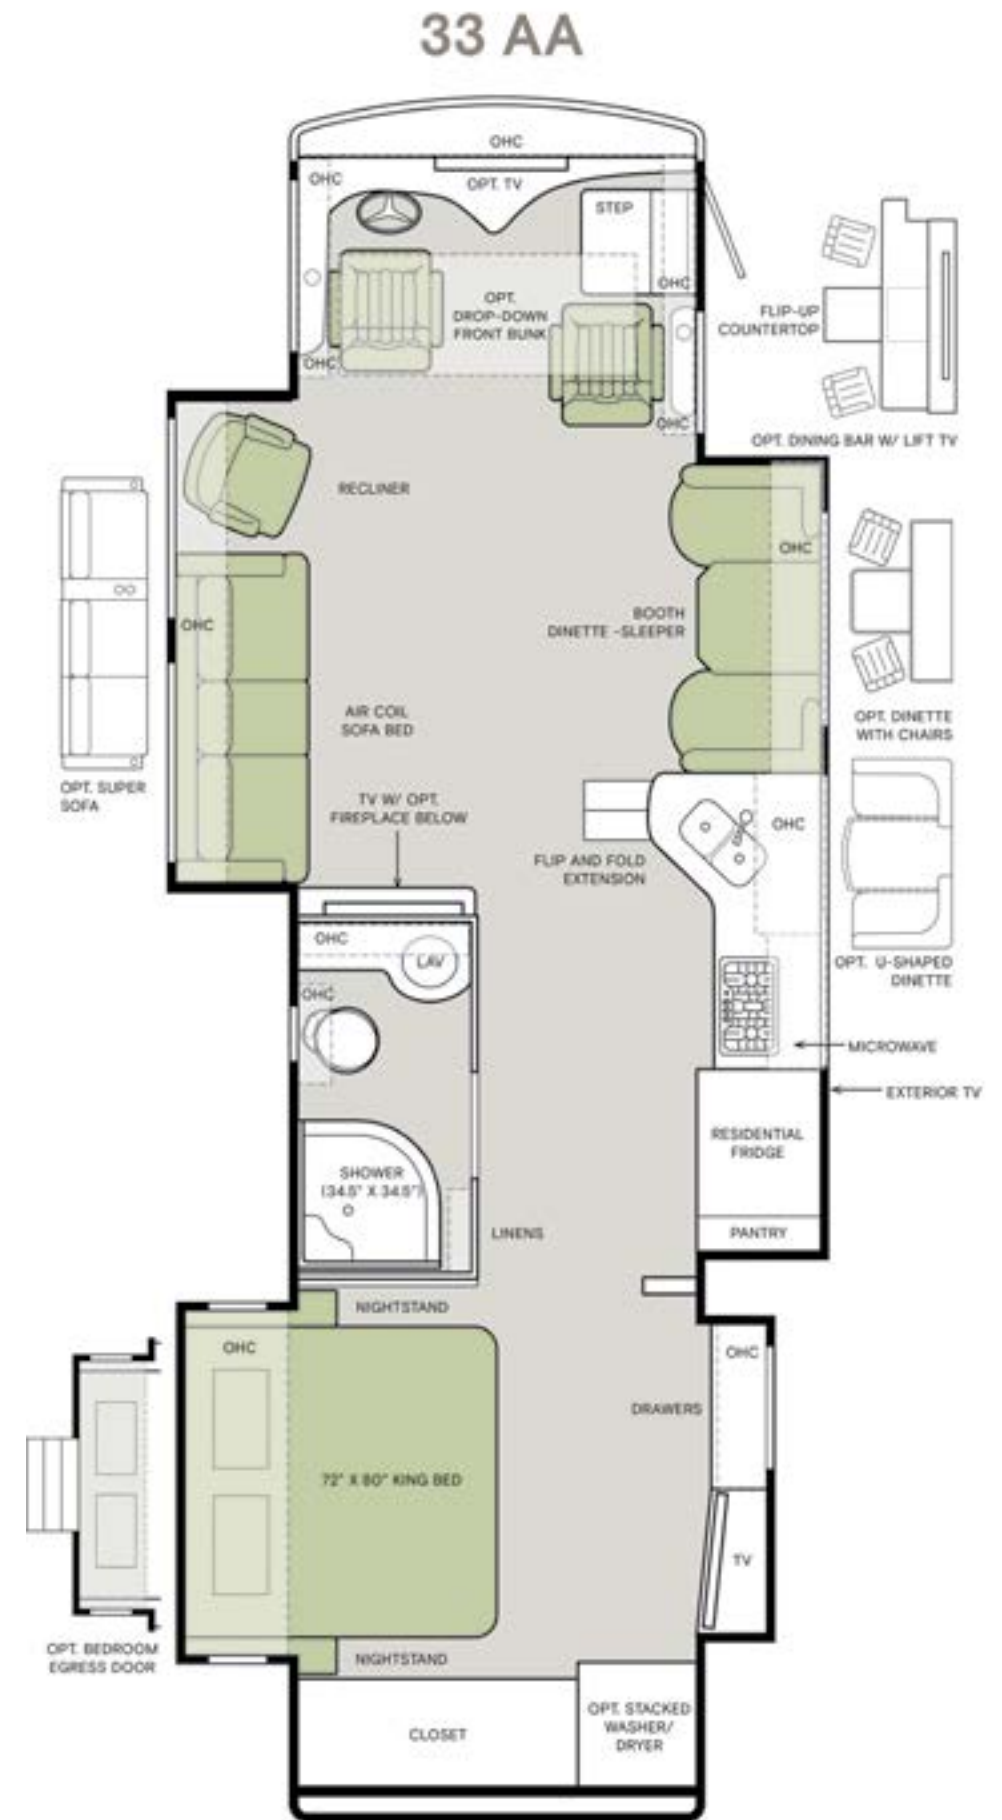 33 AA
OHC
OHC
OPT. TV
STEP
OHC
OPT.
DROP-DOWN
FRONT BUNK
FLIP-UP
COUNTERTOP
OHC
OHC
OPT. DINING BAR W/ LIFT TV
RECLINER
OHC
BOOTH
DINETTE -SLEEPER
OHC
AIR COIL
SOFA BED
OPT. DINETTE
WITH CHAIRS
OPT. SUPER
SOFA
TV W/ OPT.
FIREPLACE BELOW
OHC
FLIP AND FOLD
EXTENSION
OHC
LAV
OPT. U-SHAPED
DINETTE
OHC
MICROWAVE
EXTERIOR TV
RESIDENTIAL
FRIDGE
SHOWER
(34.5" X 34.5")
LINENS
PANTRY
NIGHTSTAND
OHC
OHC
DRAWERS
72" X 80" KING BED
TV
OPT. BEDROOM
EGRESS DOOR
NIGHTSTAND
CLOSET
OPT. STACKED
WASHER/
DRYER